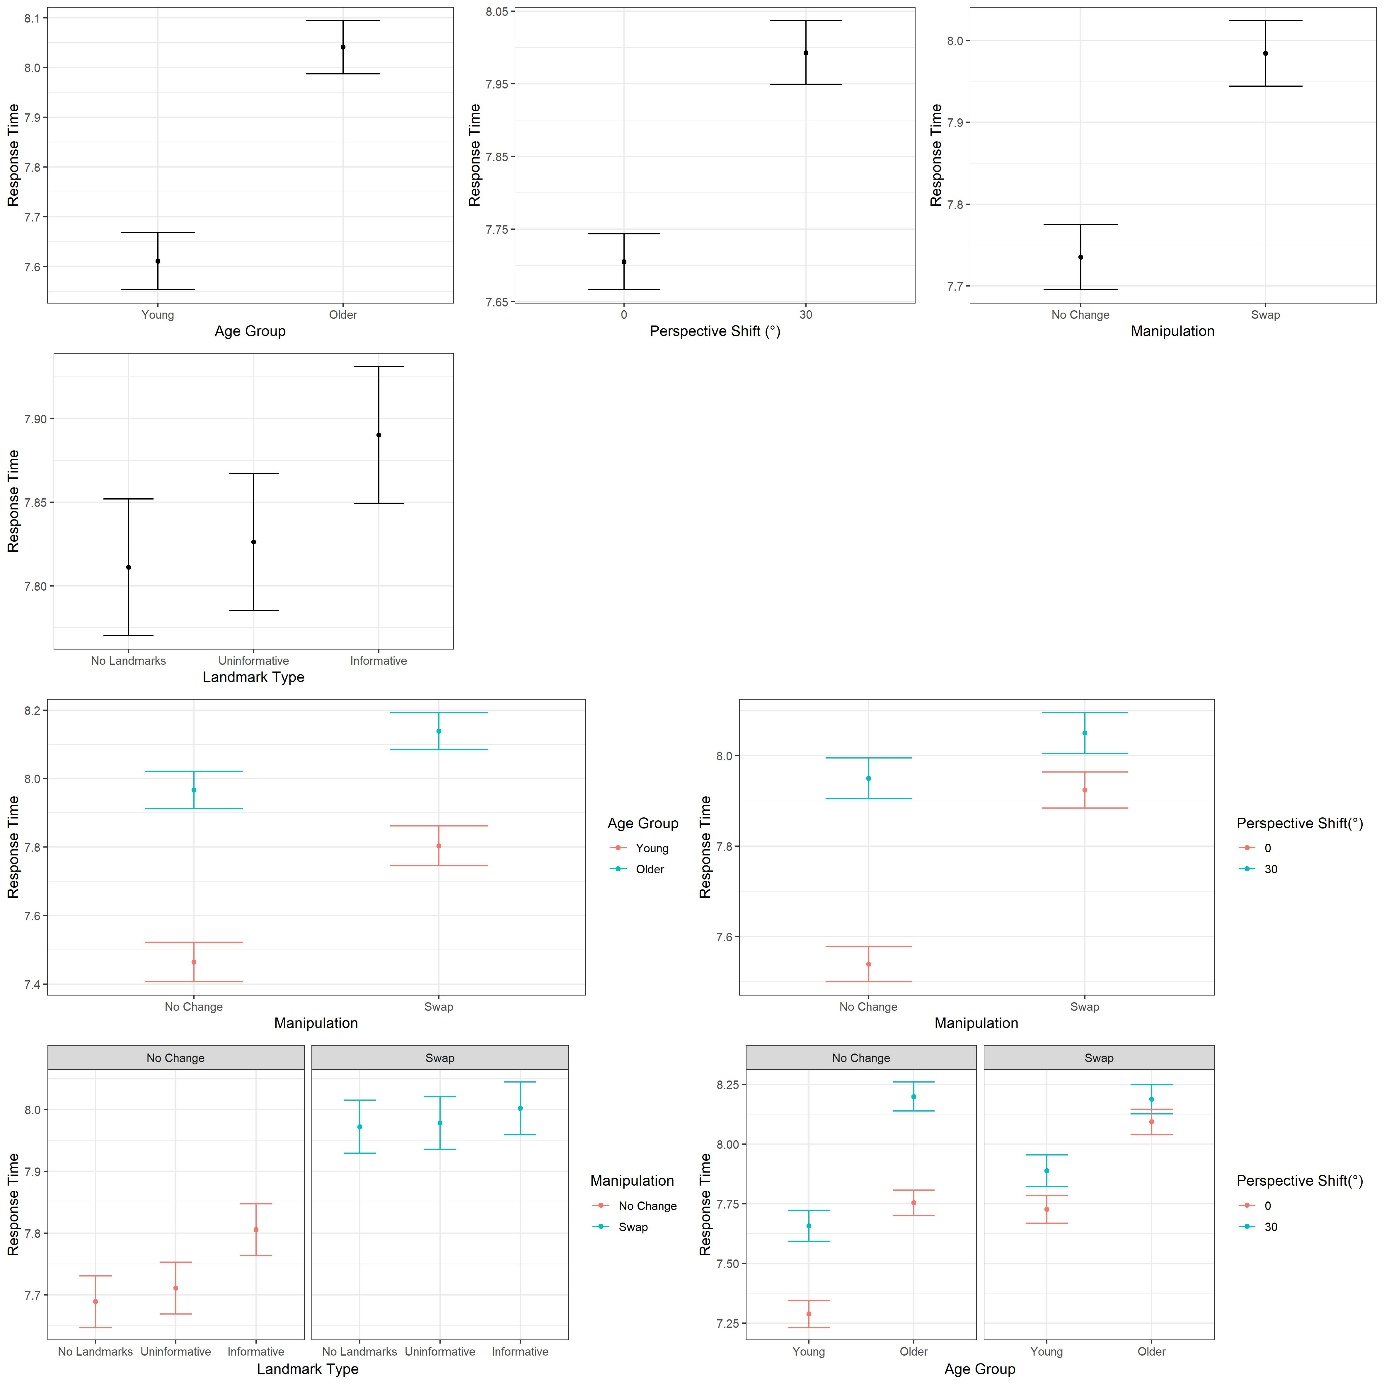 8.1
8.0
7.9
7.8
7.7
7.6
Response Time
Young
Older
Age Group
8.05
7.95
7.85
7.75
7.65
Response Time
0
30
Perspective Shift (°)
8.0
7.9
7.8
7.7
Response Time
No Change
Swap
Manipulation
7.90
7.85
7.80
Response Time
No Landmarks
Uninformative
Informative
Landmark Type
8.2
8.0
7.8
7.6
7.4
Response Time
No Change
Swap
Manipulation
Age Group
Young
Older
8.0
7.8
7.6
Response Time
No Change
Swap
Manipulation
Perspective Shift(°)
0
30
No Change
Swap
8.0
7.9
7.8
7.7
Response Time
No Landmarks
Uninformative
Informative
No Landmarks
Uninformative
Informative
Landmark Type
Manipulation
No Change
Swap
No Change
Swap
8.25
8.00
7.75
7.50
7.25
Response Time
Young
Older
Young
Older
Age Group
Perspective Shift(°)
0
30